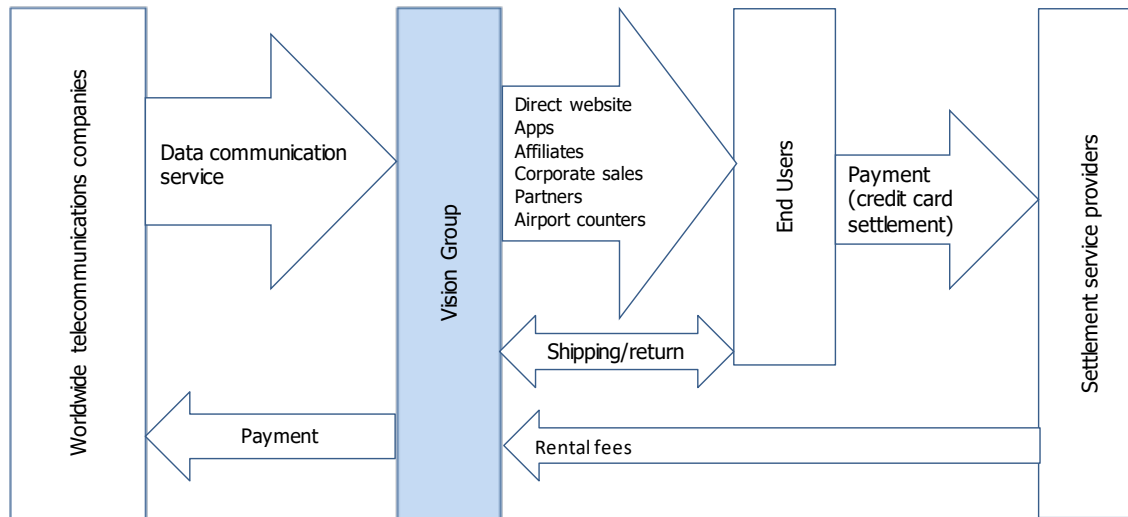 Worldwide telecommunications companies
Data communication
service
Payment
Vision Group
Direct website
Apps
Affiliates
Corporate sales
Partners
Airport counters
Shipping/return
Rental fees
End Users
Payment
(credit card
settlement)
Settlement service providers